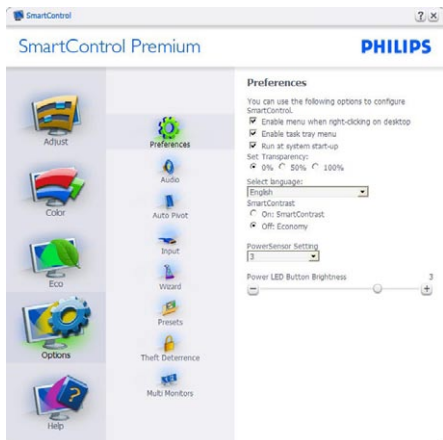 SmartControl
SmartControl Premium
PHILIPS
Adjust
Color
Eco
Options
Help
Preferences
Audio
Auto Pivot
Input
Wizard
Presets
Theft Deterrence
Multi Monitors
Preferences
You can use the following options to configure
SmartControl.
Enable menu when right-clicking on desktop
Enable task tray menu
Run at system start-up
Set Transparency:
0% 50% 100%
Select language:
English
SmartContrast
On: SmartContrast
Off: Economy
PowerSensor Setting
3
Power LED Button Brightness 3